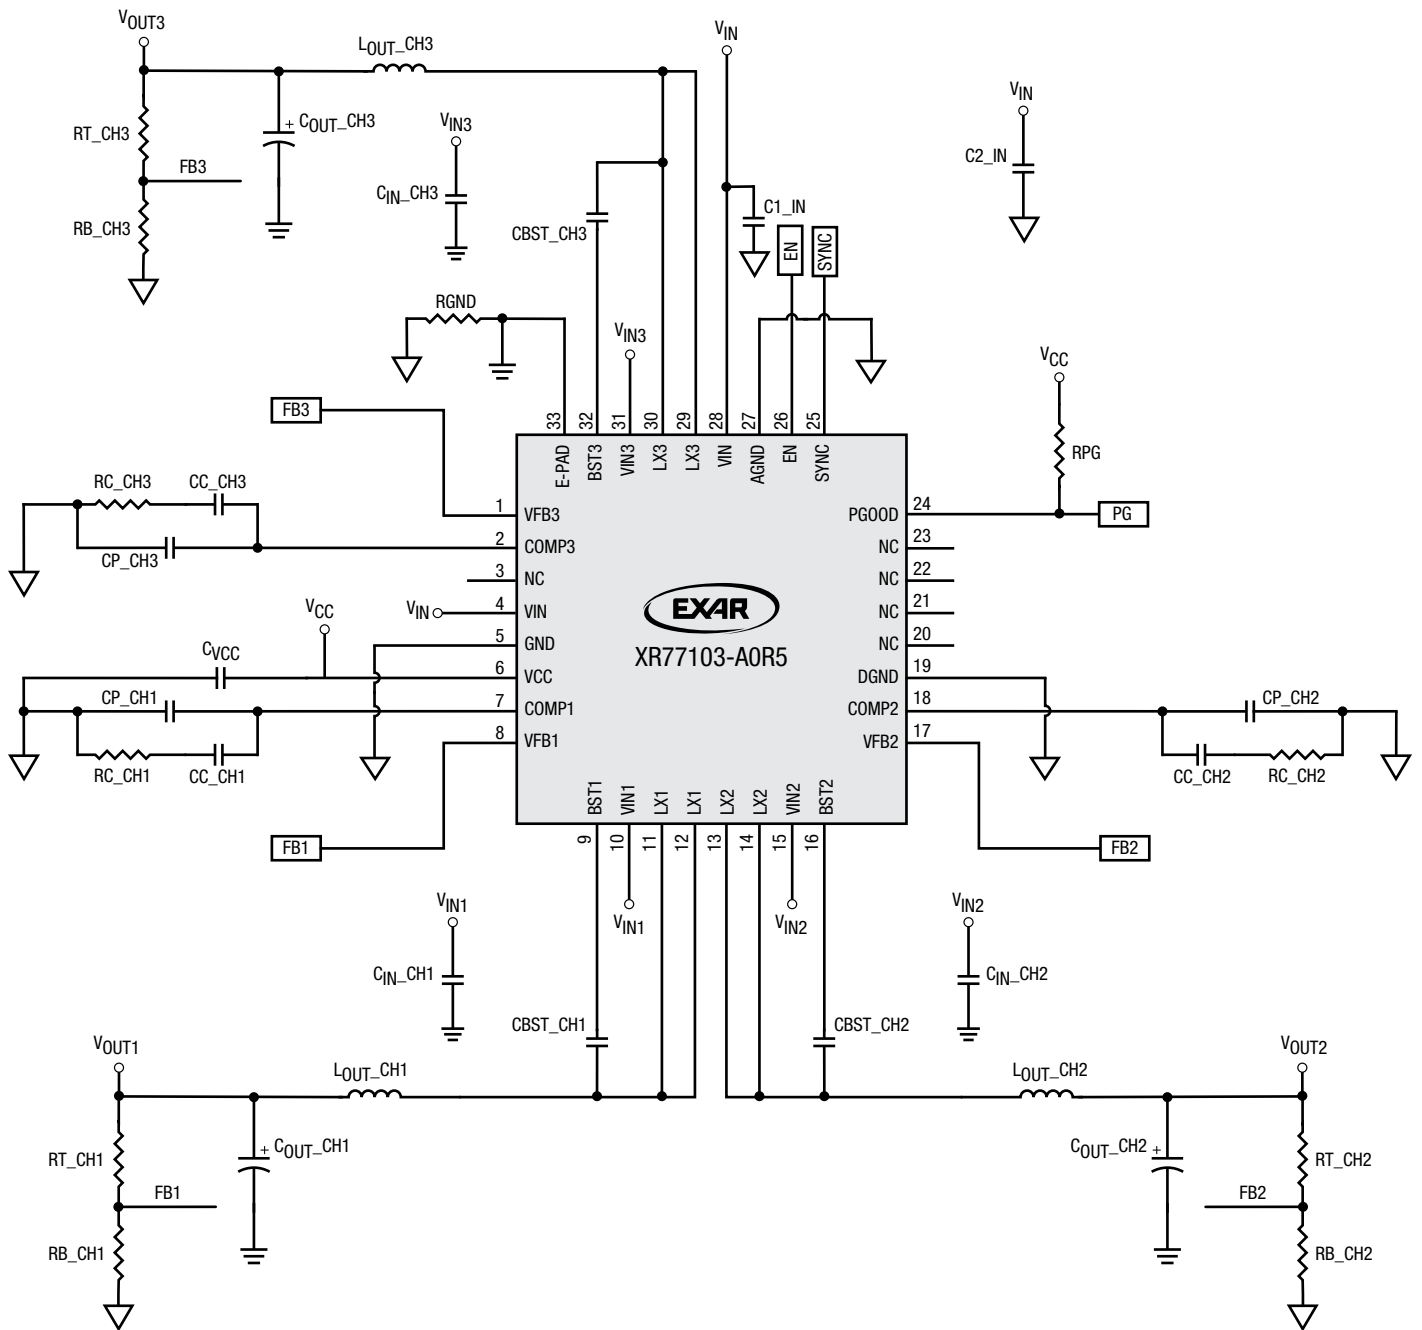 VOUT3
LOUT_CH3
VIN
VIN
RT_CH3
+ COUT_CH3
VIN3
C2_IN
FB3
CIN_CH3
RB_CH3
CBST_CH3
C1_IN
EN
SYNC
RGND
VIN3
VCC
RPG
FB3
33
32
31
30
29
28
27
26
25
E-PAD
BST3
VIN3
LX3
LX3
VIN
AGND
EN
SYNC
RC_CH3
CC_CH3
CP_CH3
1 VFB3
2 COMP3
3 NC
VIN
4 VIN
5 GND
6 VCC
7 COMP1
8 VFB1
PGOOD 24
PG
NC 23
NC 22
NC 21
NC 20
DGND 19
COMP2 18
VFB2 17
EXAR
XR77103-A0R5
VCC
CVCC
CP_CH1
RC_CH1
CC_CH1
CP_CH2
CC_CH2
RC_CH2
BST1
VIN1
LX1
LX1
LX2
LX2
VIN2
BST2
9
10
11
12
13
14
15
16
FB1
FB2
VIN1
VIN1
VIN2
VIN2
CIN_CH1
CIN_CH2
CBST_CH1
CBST_CH2
VOUT1
LOUT_CH1
LOUT_CH2
VOUT2
RT_CH1
+ COUT_CH1
COUT_CH2 +
RT_CH2
FB1
FB2
RB_CH1
RB_CH2